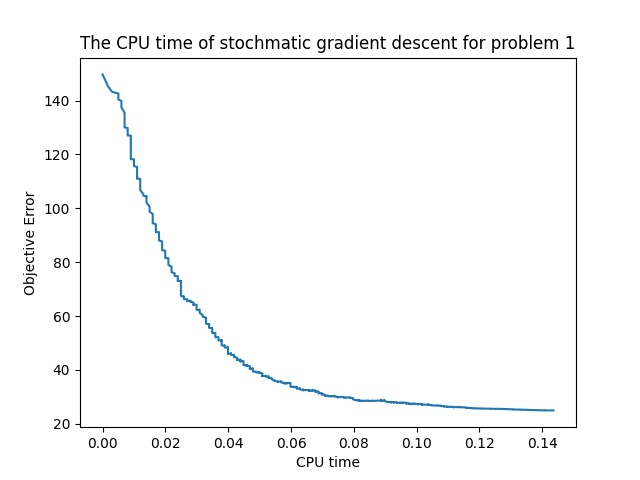 The CPU time of stochmatic gradient descent for problem 1
140
120
100
80
60
40
20
Objective Error
0.00 0.02 0.04 0.06 0.08 0.10 0.12 0.14
CPU time